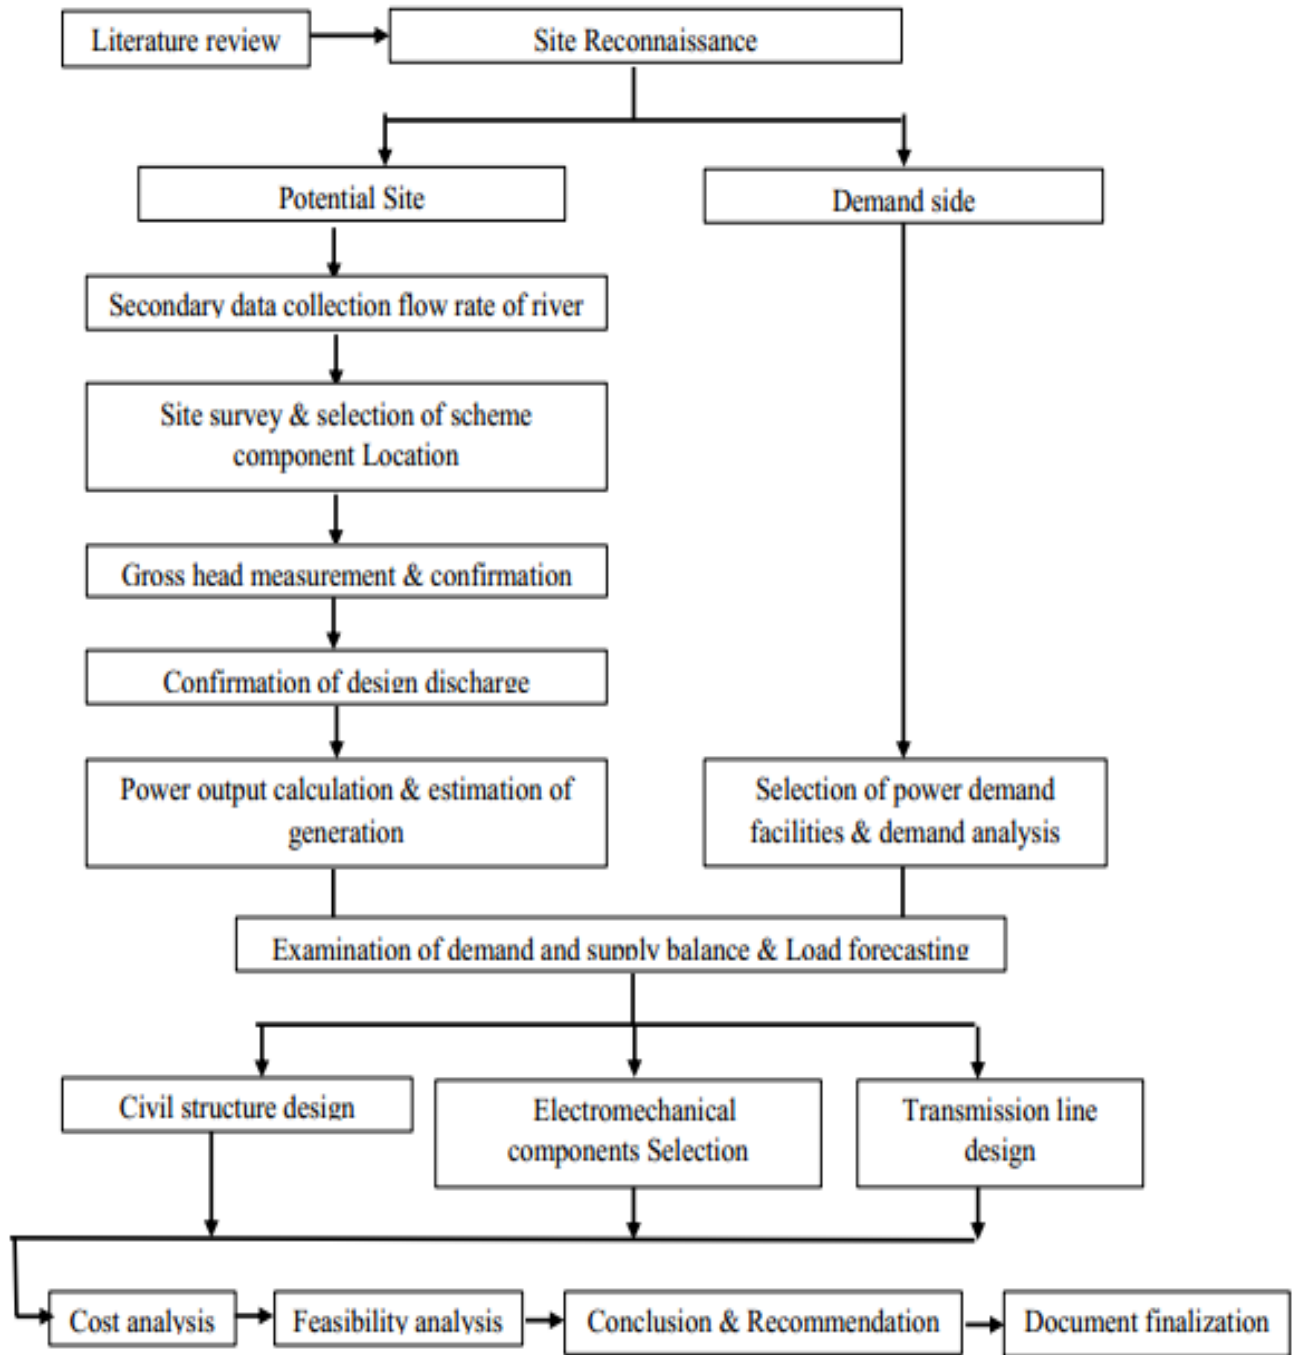 Literature review
Site Reconnaissance
Potential Site
Demand side
Secondary data collection flow rate of river
Site survey & selection of scheme
component Location
Gross head measurement & confirmation
Confirmation of design discharge
Power output calculation & estimation of
generation
Selection of power demand
facilities & demand analysis
Examination of demand and supply balance & Load forecasting
Civil structure design
Electromechanical
components Selection
Transmission line
design
Cost analysis
Feasibility analysis
Conclusion & Recommendation
Document finalization